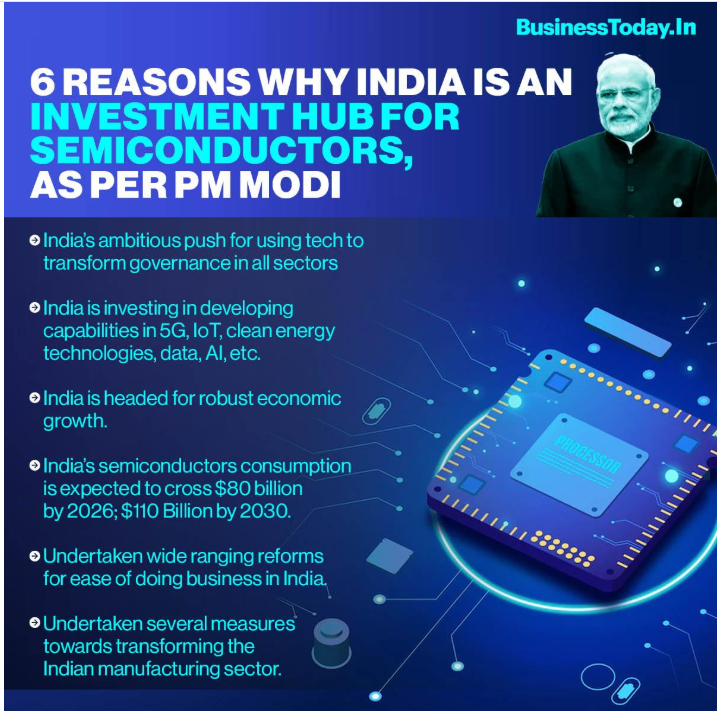 BusinessToday.In
6 REASONS WHY INDIA IS AN
INVESTMENT HUB FOR
SEMICONDUCTORS,
AS PER PM MODI
India's ambitious push for using tech to
transform governance in all sectors
India is investing in developing
capabilities in 5G, IoT, clean energy
technologies, data, AI, etc.
India is headed for robust economic
growth.
India's semiconductors consumption
is expected to cross $80 billion
by 2026; $110 Billion by 2030.
Undertaken wide ranging reforms
for ease of doing business in India.
Undertaken several measures
towards transforming the
Indian manufacturing sector.
PROCESSOR